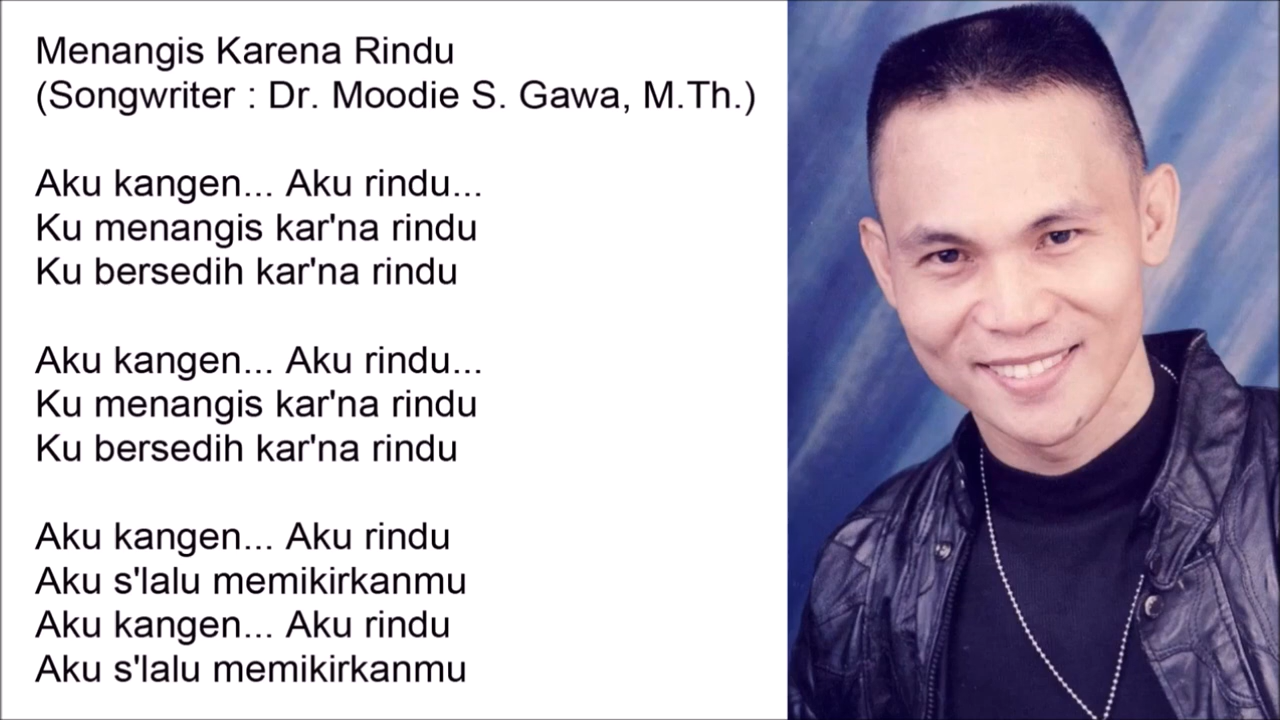 Menangis Karena Rindu
(Songwriter : Dr. Moodie S. Gawa, M.Th.)
Aku kangen... Aku rindu...
Ku menangis kar'na rindu
Ku bersedih kar'na rindu
Aku kangen... Aku rindu...
Ku menangis kar'na rindu
Ku bersedih kar'na rindu
Aku kangen... Aku rindu
Aku s'lalu memikirkanmu
Aku kangen... Aku rindu
Aku s'lalu memikirkanmu